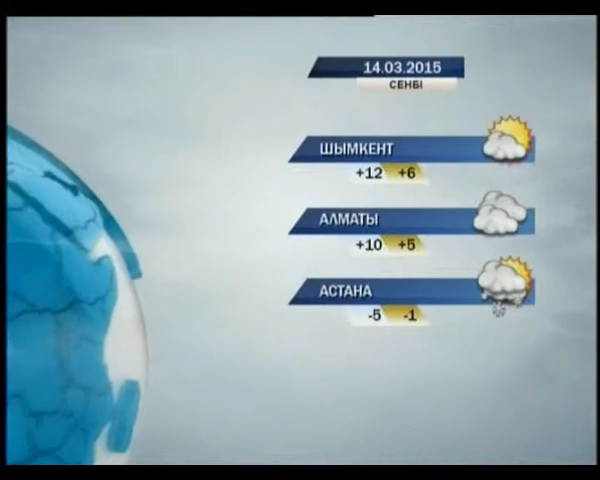 14.03.2015
СЕНБІ
ШЫМКЕНТ
+12 +6
АЛМАТЫ
+10 +5
АСТАНА
-5 -1